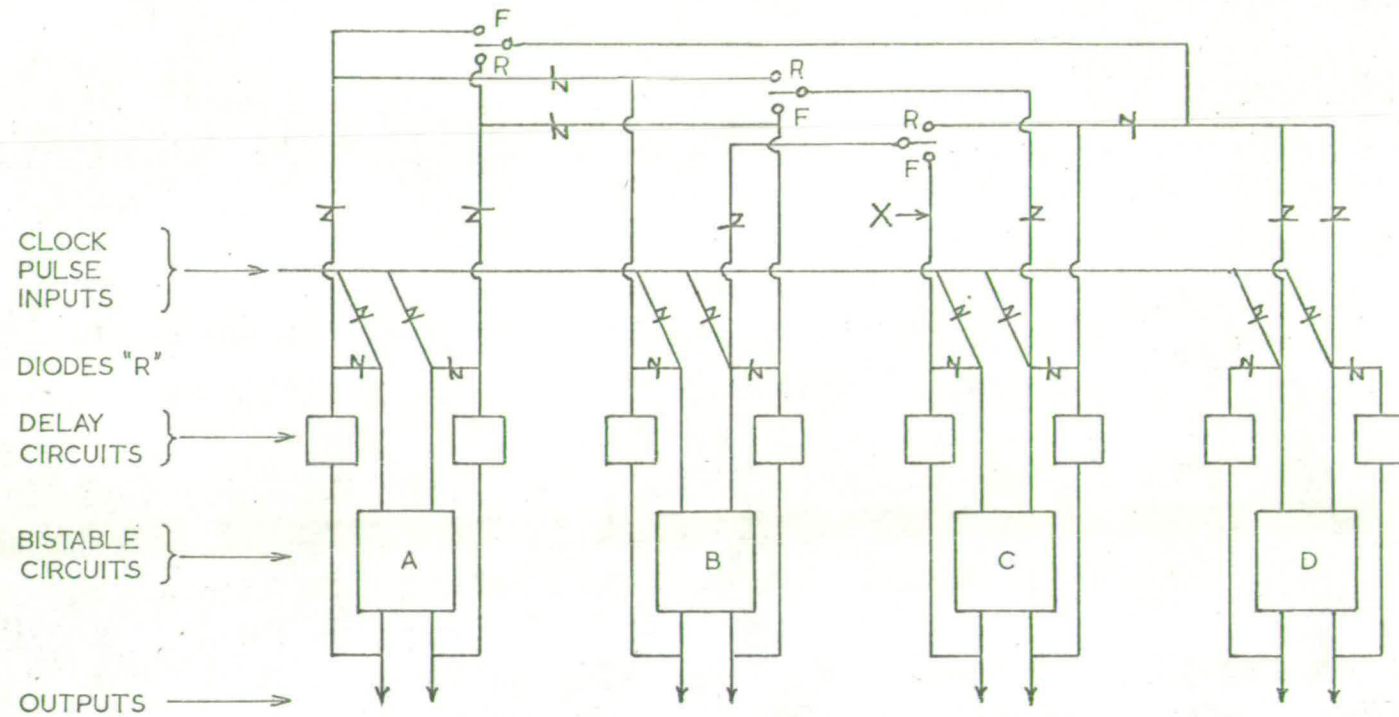 F
R
R
F
R
F
X
CLOCK
PULSE
INPUTS
DIODES "R"
DELAY
CIRCUITS
BISTABLE
CIRCUITS
A
B
C
D
OUTPUTS